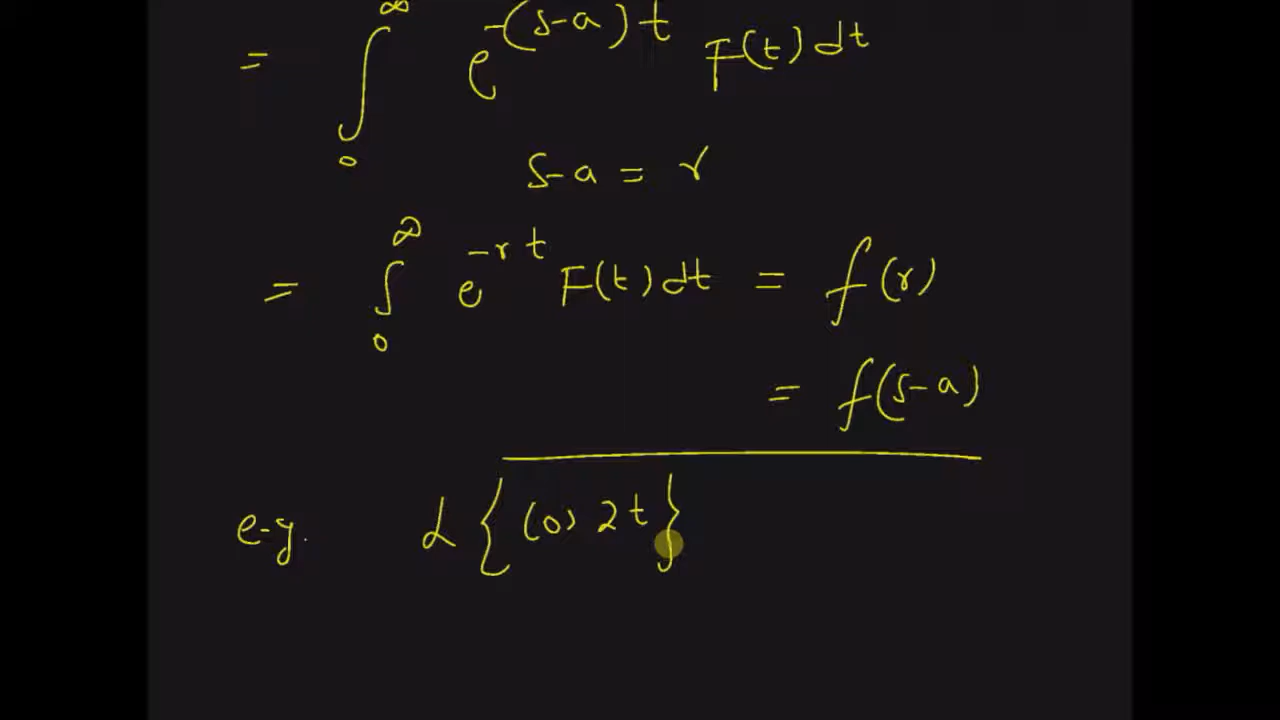 = ∫₀^∞ e^{-(s-a)t} F(t)dt
s-a = r
= ∫₀^∞ e^{-rt} F(t)dt = f(r)
= f(s-a)
e-g. L{cos 2t}